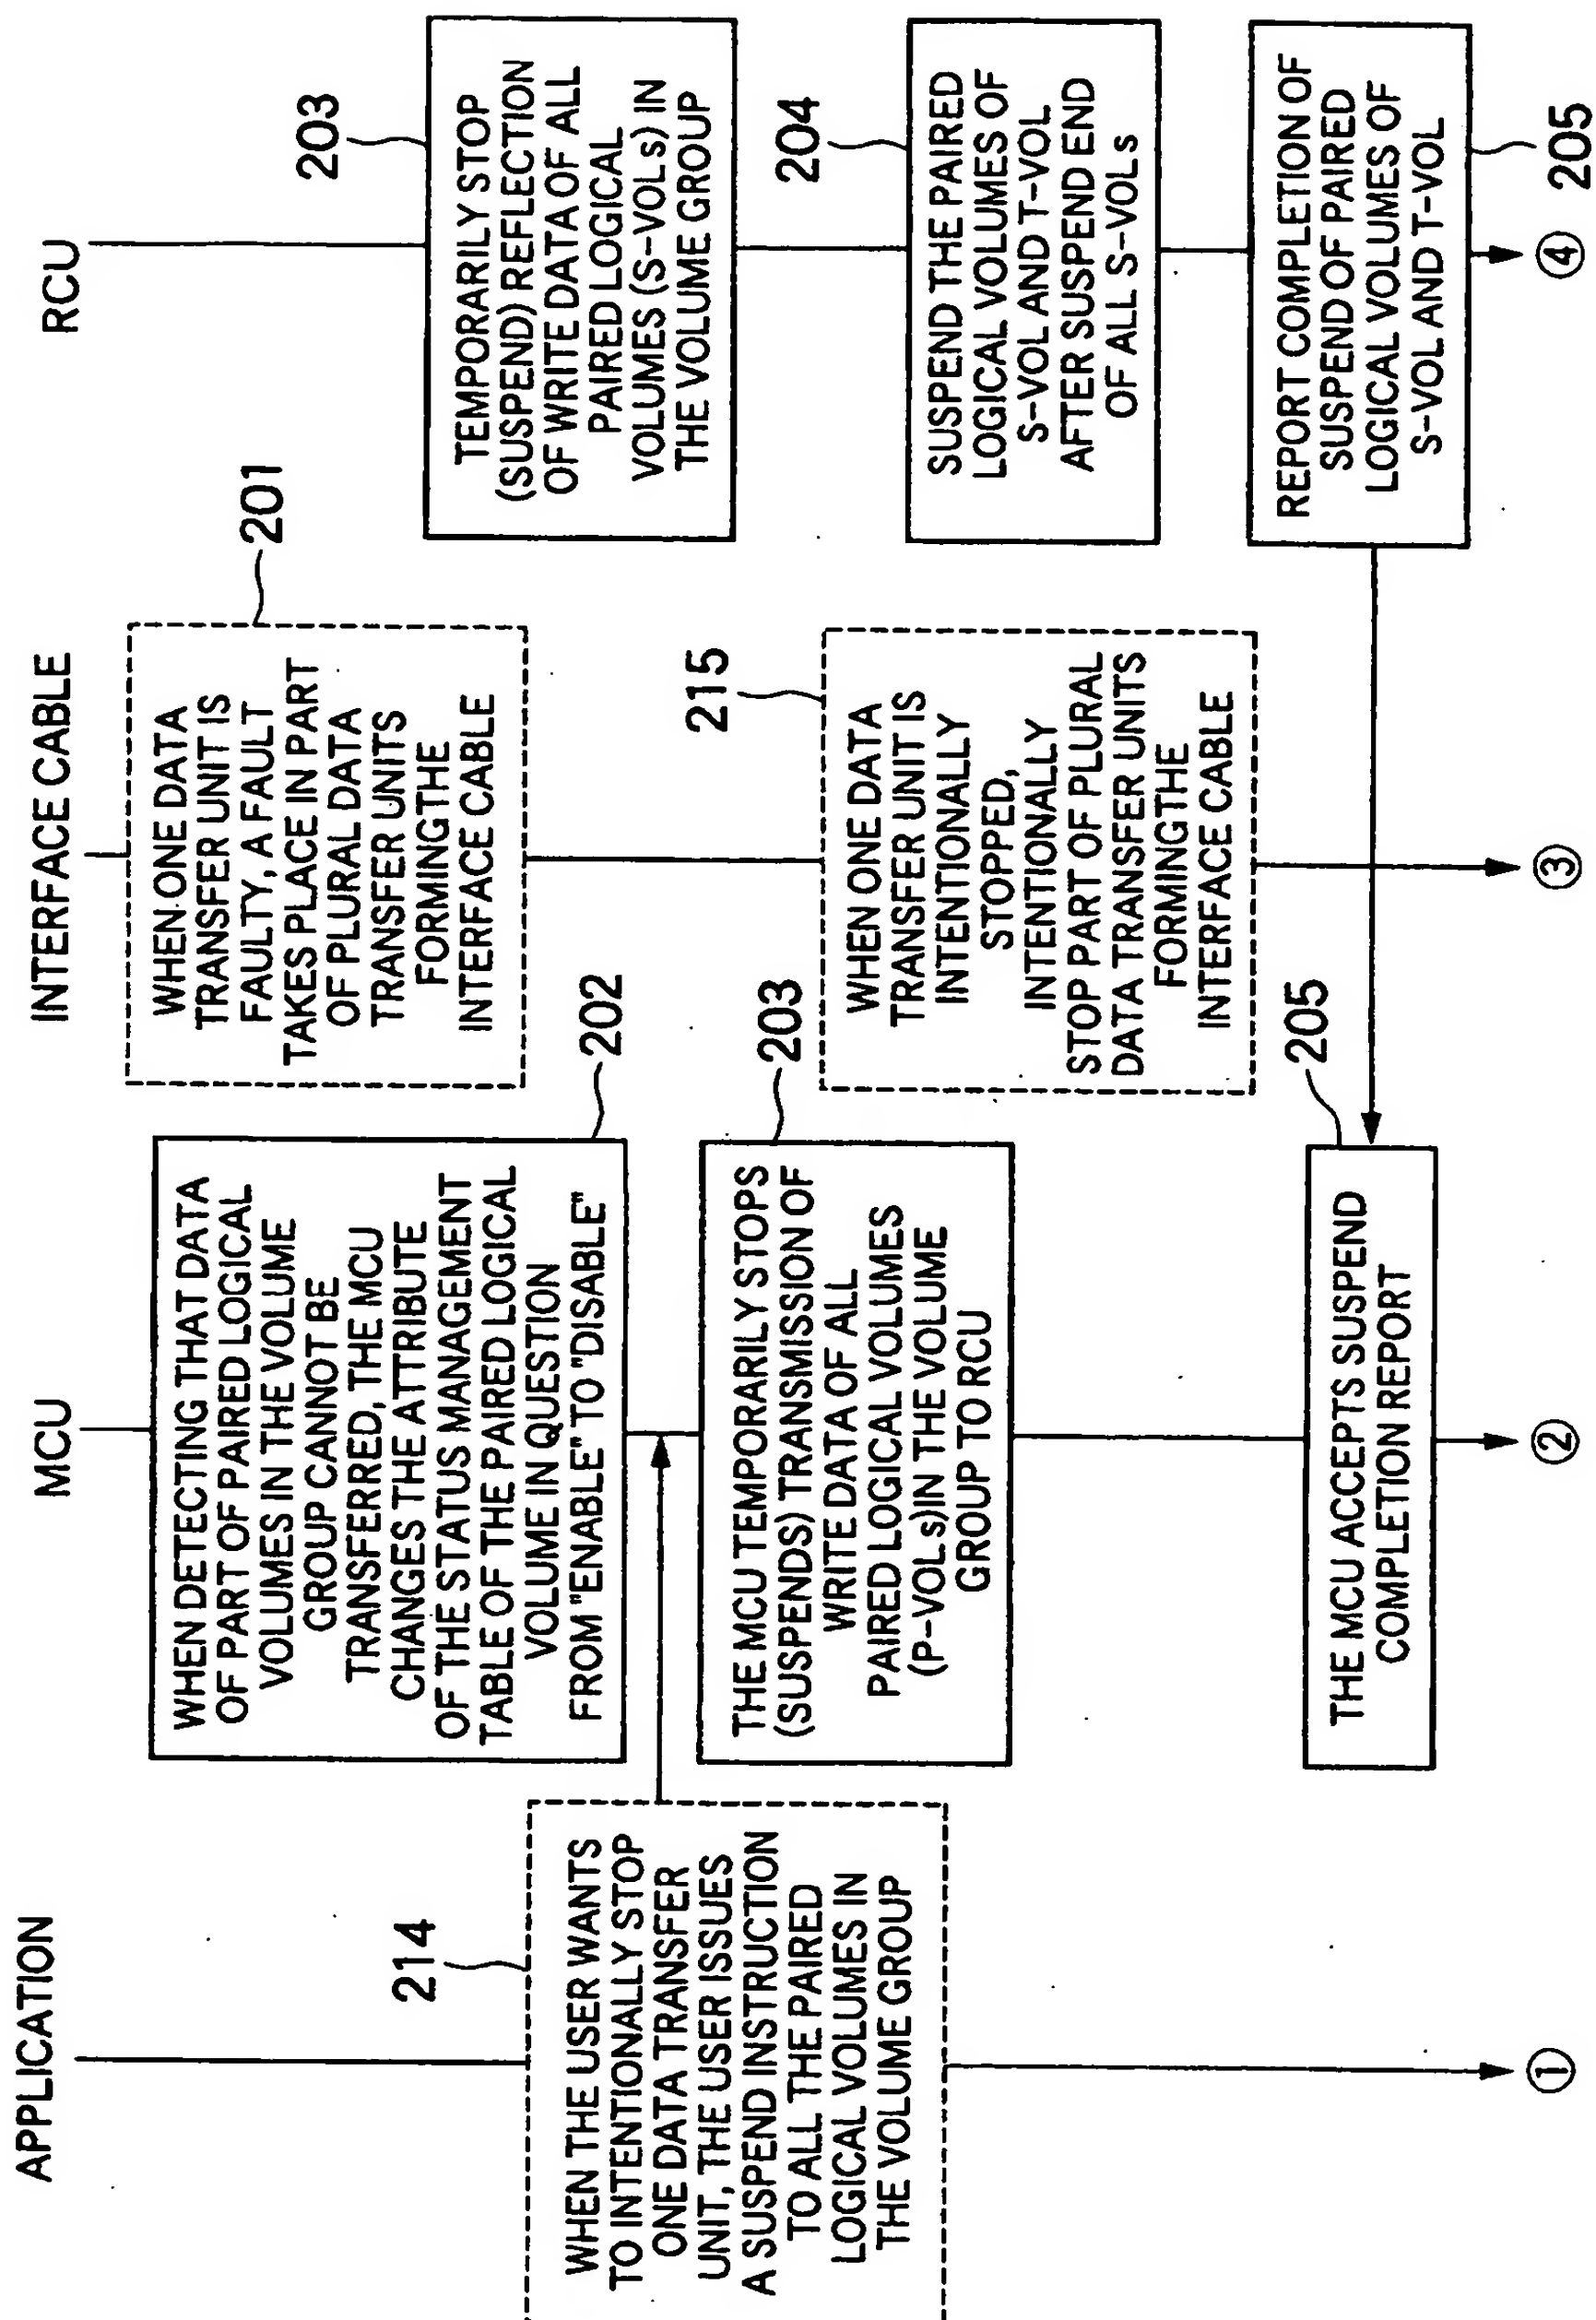 APPLICATION
214
WHEN THE USER WANTS
TO INTENTIONALLY STOP
ONE DATA TRANSFER
UNIT, THE USER ISSUES
A SUSPEND INSTRUCTION
TO ALL THE PAIRED
LOGICAL VOLUMES IN
THE VOLUME GROUP
①
MCU
202
WHEN DETECTING THAT DATA
OF PART OF PAIRED LOGICAL
VOLUMES IN THE VOLUME
GROUP CANNOT BE
TRANSFERRED, THE MCU
CHANGES THE ATTRIBUTE
OF THE STATUS MANAGEMENT
TABLE OF THE PAIRED LOGICAL
VOLUME IN QUESTION
FROM "ENABLE" TO "DISABLE"
203
THE MCU TEMPORARILY STOPS
(SUSPENDS) TRANSMISSION OF
WRITE DATA OF ALL
PAIRED LOGICAL VOLUMES
(P-VOLs)IN THE VOLUME
GROUP TO RCU
205
THE MCU ACCEPTS SUSPEND
COMPLETION REPORT
②
INTERFACE CABLE
201
WHEN ONE DATA
TRANSFER UNIT IS
FAULTY, A FAULT
TAKES PLACE IN PART
OF PLURAL DATA
TRANSFER UNITS
FORMINGTHE
INTERFACE CABLE
215
WHEN ONE DATA
TRANSFER UNIT IS
INTENTIONALLY
STOPPED,
INTENTIONALLY
STOP PART OF PLURAL
DATA TRANSFER UNITS
FORMINGTHE
INTERFACE CABLE
③
RCU
203
TEMPORARILY STOP
(SUSPEND) REFLECTION
OF WRITE DATA OF ALL
PAIRED LOGICAL
VOLUMES (S-VOLs) IN
THE VOLUME GROUP
204
SUSPEND THE PAIRED
LOGICAL VOLUMES OF
S-VOL AND T-VOL
AFTER SUSPEND END
OF ALL S-VOLs
REPORT COMPLETION OF
SUSPEND OF PAIRED
LOGICAL VOLUMES OF
S-VOL AND T-VOL
205
④